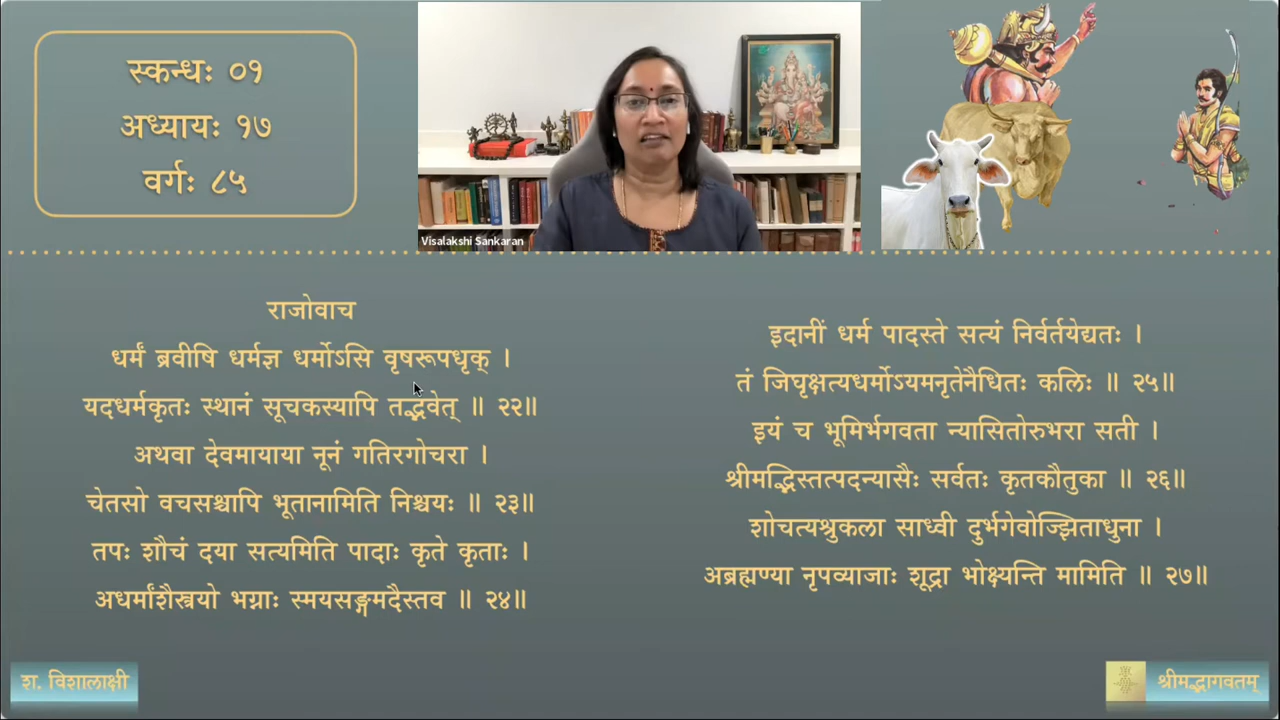 स्कन्धः ०१
अध्यायः १७
वर्गः ८५
Visalakshi Sankaran
राजोवाच
धर्मं ब्रवीषि धर्मज्ञ धर्मोऽसि वृषरूपधृक् ।
यदधर्मकृतः स्थानं सूचकस्यापि तद्भवेत् ॥ २२॥
अथवा देवमायाया नूनं गतिरगोचरा ।
चेतसो वचसश्चापि भूतानामिति निश्चयः ॥ २३॥
तपः शौचं दया सत्यमिति पादाः कृते कृताः ।
अधर्मांशैस्त्रयो भग्नाः स्मयसङ्गमदैस्तव ॥ २४॥
इदानीं धर्म पादस्ते सत्यं निर्वर्तयेद्यतः ।
तं जिघृक्षत्यधर्मोऽयमनृतेनैधितः कलिः ॥ २५॥
इयं च भूमिर्भगवता न्यासितोरुभरा सती ।
श्रीमद्भिस्तत्पदन्यासैः सर्वतः कृतकौतुका ॥ २६॥
शोचत्यश्रुकला साध्वी दुर्भगेवोज्झिताधुना ।
अब्रह्मण्या नृपव्याजाः शूद्रा भोक्ष्यन्ति मामिति ॥ २७॥
श. विशालाक्षी
श्रीमद्भागवतम्